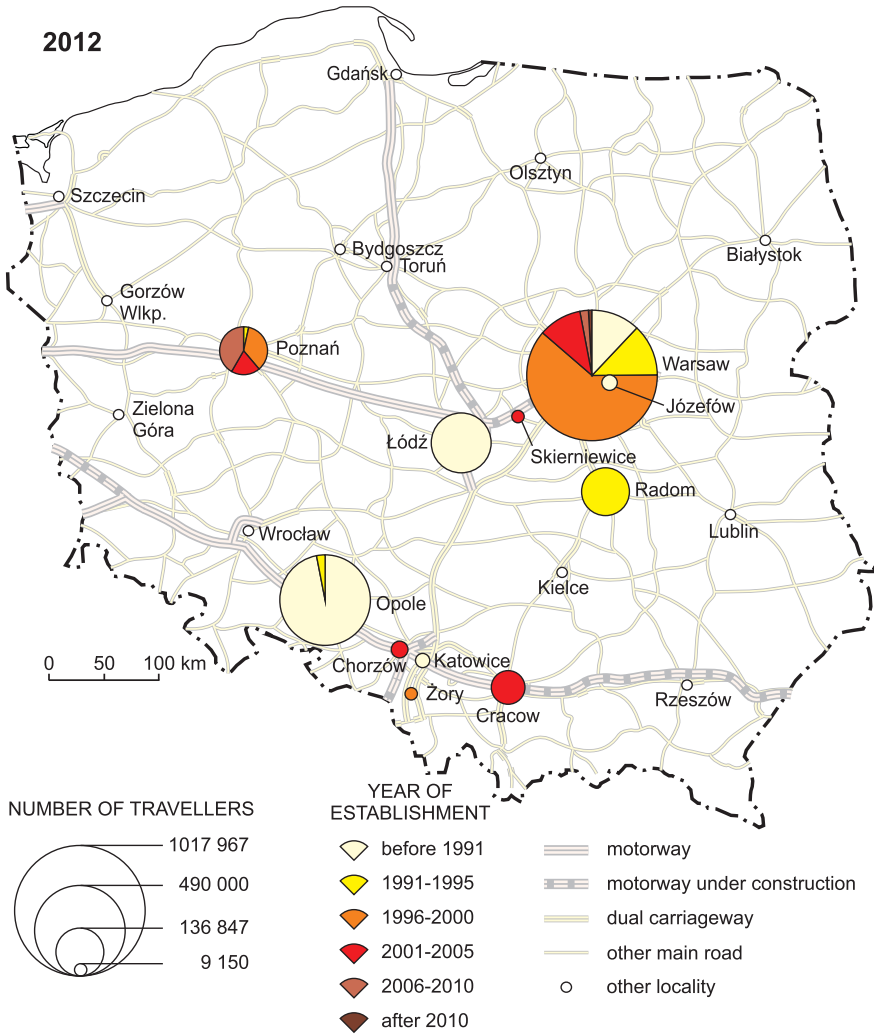 2012
Gdańsk
Olsztyn
Szczecin
Bydgoszcz
Toruń
Białystok
Gorzów
Wlkp.
Poznań
Warsaw
Józefów
Zielona
Góra
Łódź
Skierniewice
Radom
Lublin
Wrocław
Kielce
Opole
Chorzów
Katowice
Żory
Cracow
Rzeszów
0 50 100 km
NUMBER OF TRAVELLERS
1017 967
490 000
136 847
9 150
YEAR OF
ESTABLISHMENT
before 1991
1991-1995
1996-2000
2001-2005
2006-2010
after 2010
motorway
motorway under construction
dual carriageway
other main road
other locality